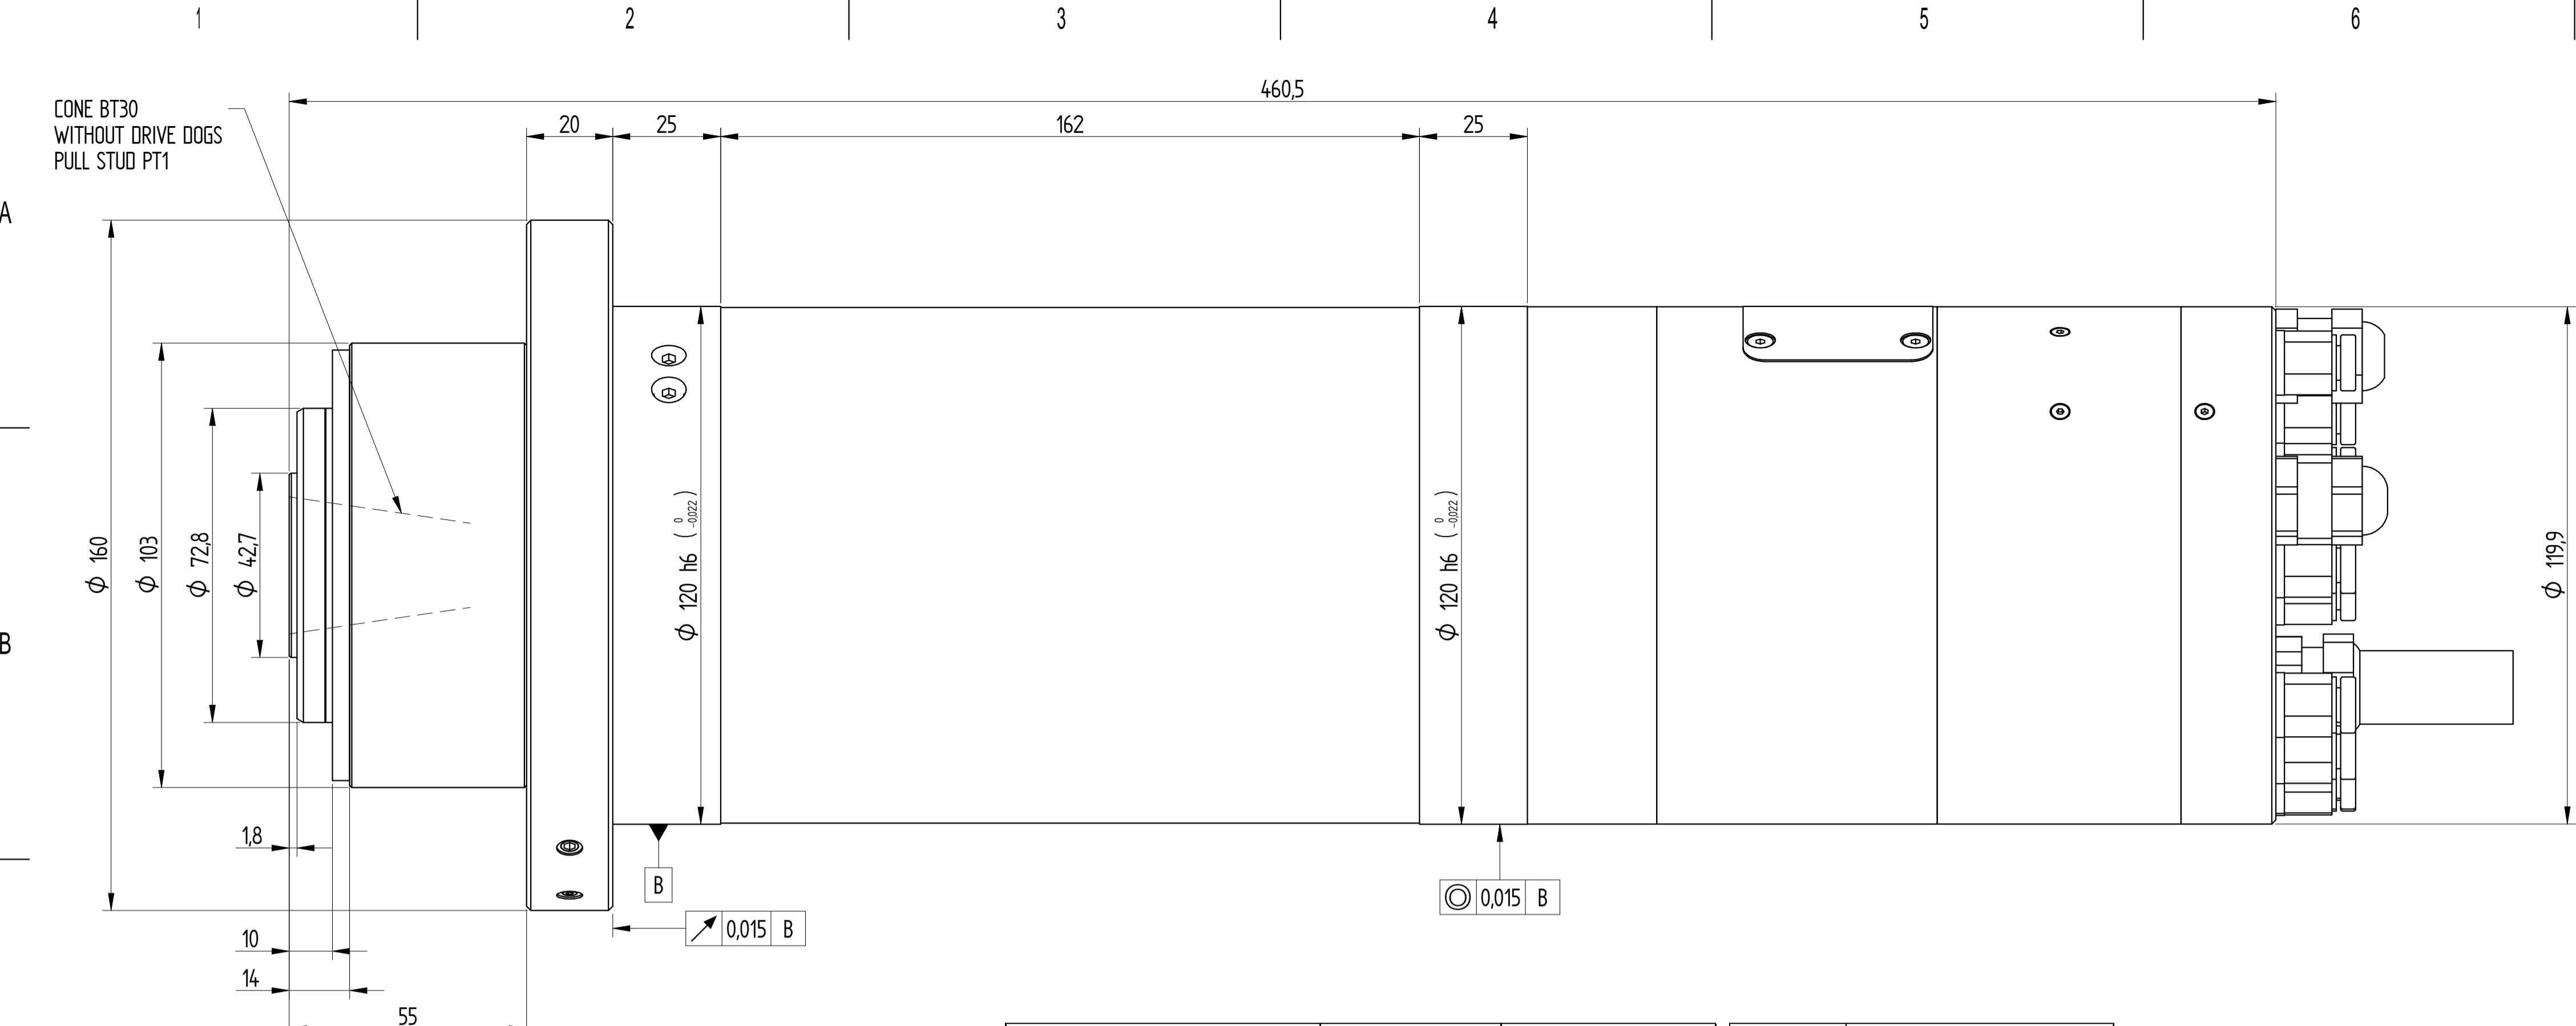 1 2 3 4 5 6
460,5
CONE BT30
WITHOUT DRIVE DOGS
PULL STUD PT1
20 25 162 25
A
ϕ 160
ϕ 103
ϕ 72,8
ϕ 42,7
ϕ 120 h6 ( 0 -0,022 )
ϕ 120 h6 ( 0 -0,022 )
ϕ 119,9
B
1,8
B
0,015 B
0,015 B
10
14
55